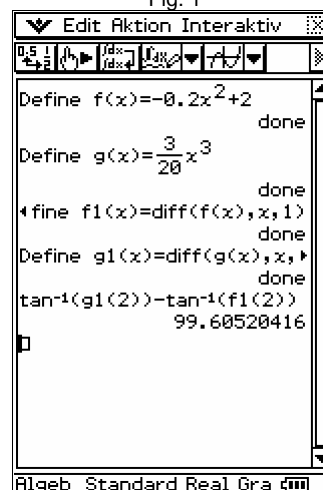 Fig. 1
Edit Aktion Interaktiv
Define f(x)=-0.2x²+2
done
Define g(x)=3/20x³
done
fine f1(x)=diff(f(x),x,1)
done
Define g1(x)=diff(g(x),x,
done
tan⁻¹(g1(2))-tan⁻¹(f1(2))
99.60520416
Algeb Standard Real Gra